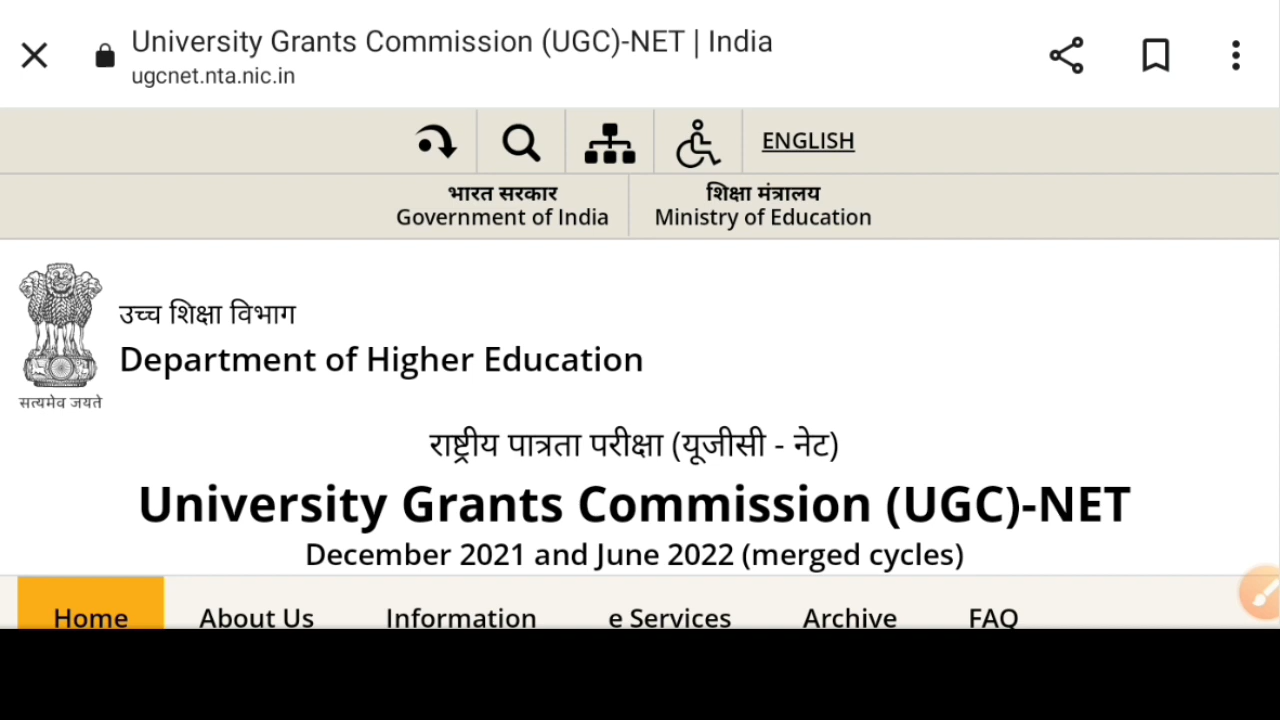 University Grants Commission (UGC)-NET | India
ugcnet.nta.nic.in
ENGLISH
भारत सरकार
Government of India
शिक्षा मंत्रालय
Ministry of Education
उच्च शिक्षा विभाग
Department of Higher Education
सत्यमेव जयते
राष्ट्रीय पात्रता परीक्षा (यूजीसी - नेट)
University Grants Commission (UGC)-NET
December 2021 and June 2022 (merged cycles)
Home About Us Information e Services Archive FAQ